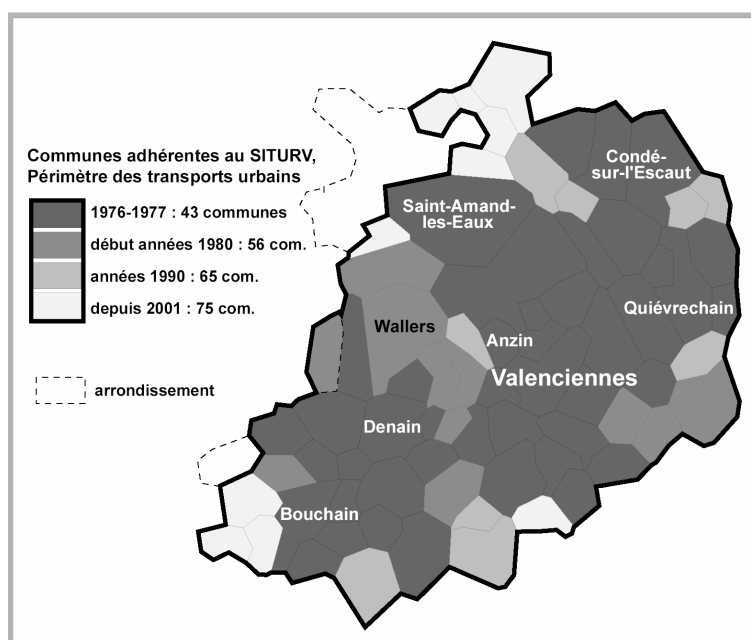 Communes adhérentes au SITURV,
Périmètre des transports urbains
1976-1977 : 43 communes
début années 1980 : 56 com.
années 1990 : 65 com.
depuis 2001 : 75 com.
arrondissement
Condé-
sur-l'Escaut
Saint-Amand-
les-Eaux
Quiévrechain
Wallers
Anzin
Valenciennes
Denain
Bouchain